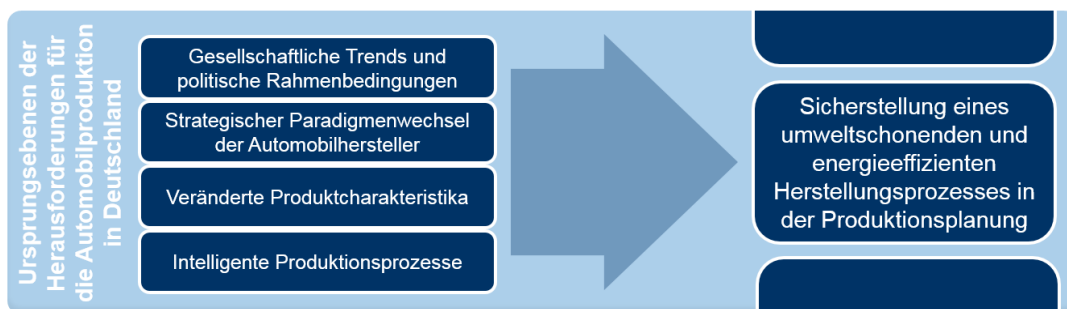 Ursprungsebenen der
Herausforderungen für
die Automobilproduktion
in Deutschland
Gesellschaftliche Trends und
politische Rahmenbedingungen
Strategischer Paradigmenwechsel
der Automobilhersteller
Veränderte Produktcharakteristika
Intelligente Produktionsprozesse
Sicherstellung eines
umweltschonenden und
energieeffizienten
Herstellungsprozesses in
der Produktionsplanung